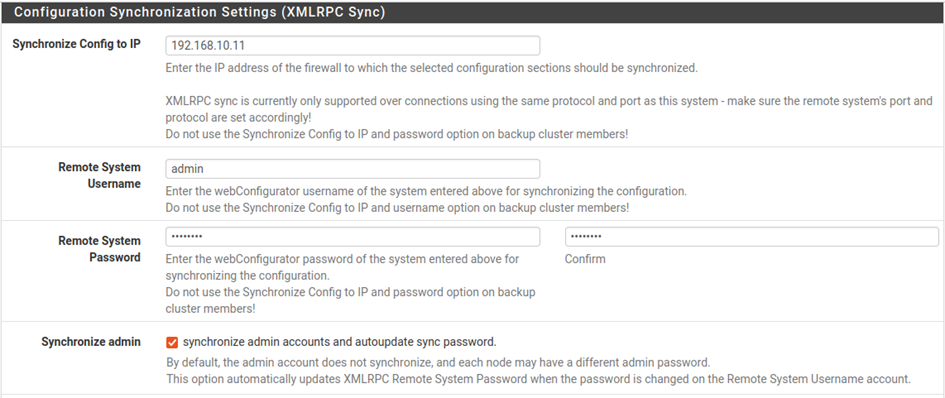 Configuration Synchronization Settings (XMLRPC Sync)
Synchronize Config to IP
192.168.10.11
Enter the IP address of the firewall to which the selected configuration sections should be synchronized.
XMLRPC sync is currently only supported over connections using the same protocol and port as this system - make sure the remote system's port and
protocol are set accordingly!
Do not use the Synchronize Config to IP and password option on backup cluster members!
Remote System
Username
admin
Enter the webConfigurator username of the system entered above for synchronizing the configuration.
Do not use the Synchronize Config to IP and username option on backup cluster members!
Remote System
Password
••••••••
••••••••
Enter the webConfigurator password of the system entered above for
synchronizing the configuration.
Do not use the Synchronize Config to IP and password option on backup
cluster members!
Confirm
Synchronize admin
synchronize admin accounts and autoupdate sync password.
By default, the admin account does not synchronize, and each node may have a different admin password.
This option automatically updates XMLRPC Remote System Password when the password is changed on the Remote System Username account.